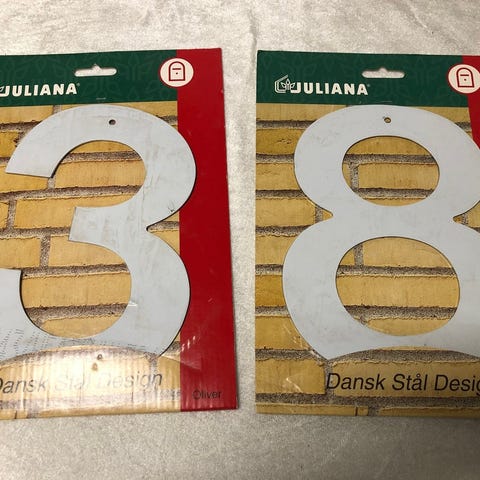 JULIANA®
3
Dansk Stål Design
Oliver
JULIANA®
8
Dansk Stål Desig